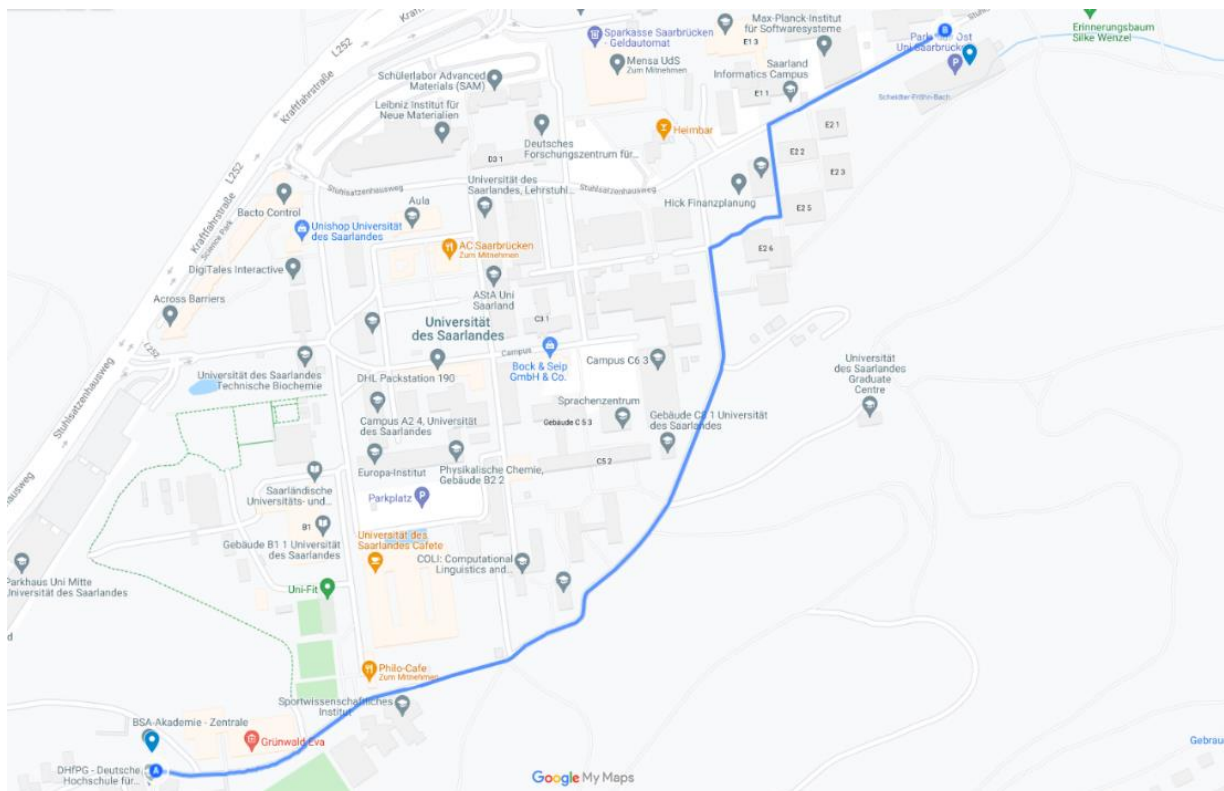 Max-Planck-Institut
für Softwaresysteme
Sparkasse Saarbrücken
- Geldautomat
E1 3
Erinnerungsbaum
Silke Wenzel
B
Mensa UdS
Zum Mitnehmen
Saarland
Informatics Campus
E1 1
P
Kraftfahrstraße
L252
Kraftfahrstraße
L252
Kraftfahrstraße
Science Park
Schülerlabor Advanced
Materials (SAM)
Leibniz Institut für
Neue Materialien
Heimbar
E2 1
Deutsches
Forschungszentrum für...
D3 1
E2 2
E2 3
Universität des
Saarlandes, Lehrstuhl...
Stuhlsatzenhausweg
Stuhlsatzenhausweg
Hick Finanzplanung
E2 5
Bacto Control
Aula
Unishop Universität
des Saarlandes
AC Saarbrücken
Zum Mitnehmen
E2 6
DigiTales Interactive
AStA Uni
Saarland
Across Barriers
Universität
des Saarlandes
C3 1
L252
Campus
Stuhlsatzenhausweg
Bock & Seip
GmbH & Co.
Campus C6 3
Universität
des Saarlandes
Graduate
Centre
Universität des Saarlandes
Technische Biochemie
DHL Packstation 190
Sprachenzentrum
Campus A2 4, Universität
des Saarlandes
Gebäude C 5 3
des Saarlandes
C5 2
Europa-Institut
Physikalische Chemie,
Gebäude B2 2
Saarländische
Universitäts- und...
Parkplatz
P
B1
Gebäude B1 1 Universität
des Saarlandes
Universität des
Saarlandes Cafete
COLI: Computational
Linguistics and...
Parkhaus Uni Mitte
Universität des Saarlandes
Uni-Fit
Philo-Cafe
Zum Mitnehmen
Sportwissenschaftliches
Institut
BSA-Akademie - Zentrale
Grünwald Eva
DHfPG - Deutsche
Hochschule für...
A
Google My Maps